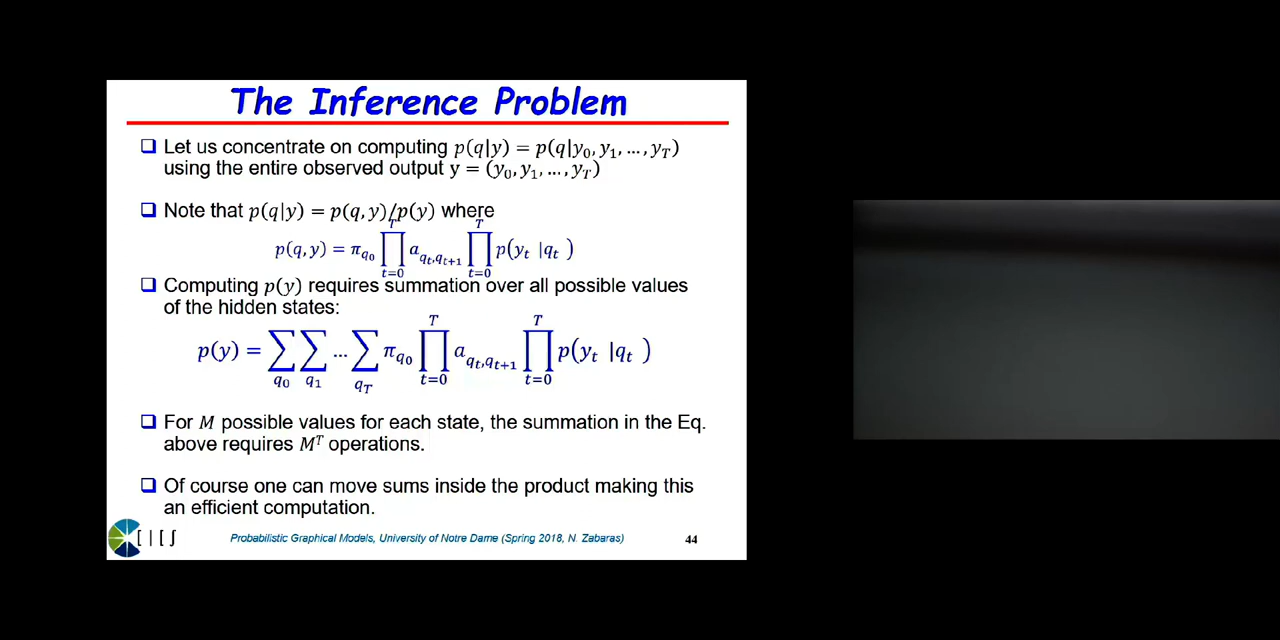 The Inference Problem
❑ Let us concentrate on computing p(q|y) = p(q|y₀, y₁, …, y_T)
using the entire observed output y = (y₀, y₁, …, y_T)
❑ Note that p(q|y) = p(q, y)/p(y) where
p(q, y) = π_{q₀} ∏_{t=0}^{T} a_{q_t,q_{t+1}} ∏_{t=0}^{T} p(y_t |q_t )
❑ Computing p(y) requires summation over all possible values
of the hidden states:
p(y) = ∑_{q₀} ∑_{q₁} … ∑_{q_T} π_{q₀} ∏_{t=0}^{T} a_{q_t,q_{t+1}} ∏_{t=0}^{T} p(y_t |q_t )
❑ For M possible values for each state, the summation in the Eq.
above requires M^T operations.
❑ Of course one can move sums inside the product making this
an efficient computation.
Probabilistic Graphical Models, University of Notre Dame (Spring 2018, N. Zabaras)
44